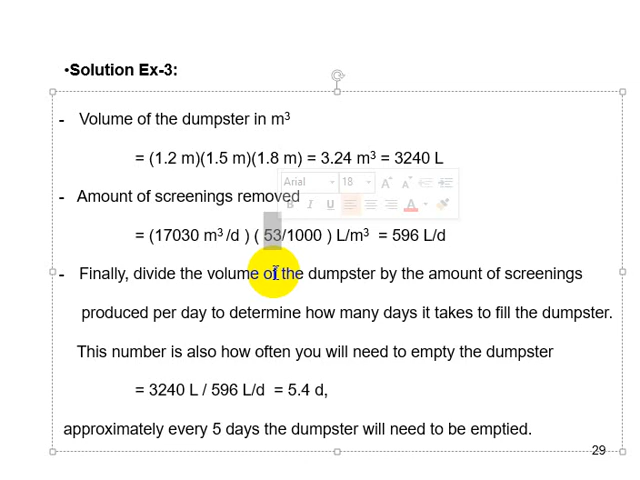 •Solution Ex-3:
- Volume of the dumpster in m³
= (1.2 m)(1.5 m)(1.8 m) = 3.24 m³ = 3240 L
Arial 18 A A
- Amount of screenings removed
B I U A
= (17030 m³ /d ) ( 53/1000 ) L/m³ = 596 L/d
- Finally, divide the volume of the dumpster by the amount of screenings
produced per day to determine how many days it takes to fill the dumpster.
This number is also how often you will need to empty the dumpster
= 3240 L / 596 L/d = 5.4 d,
approximately every 5 days the dumpster will need to be emptied.
29